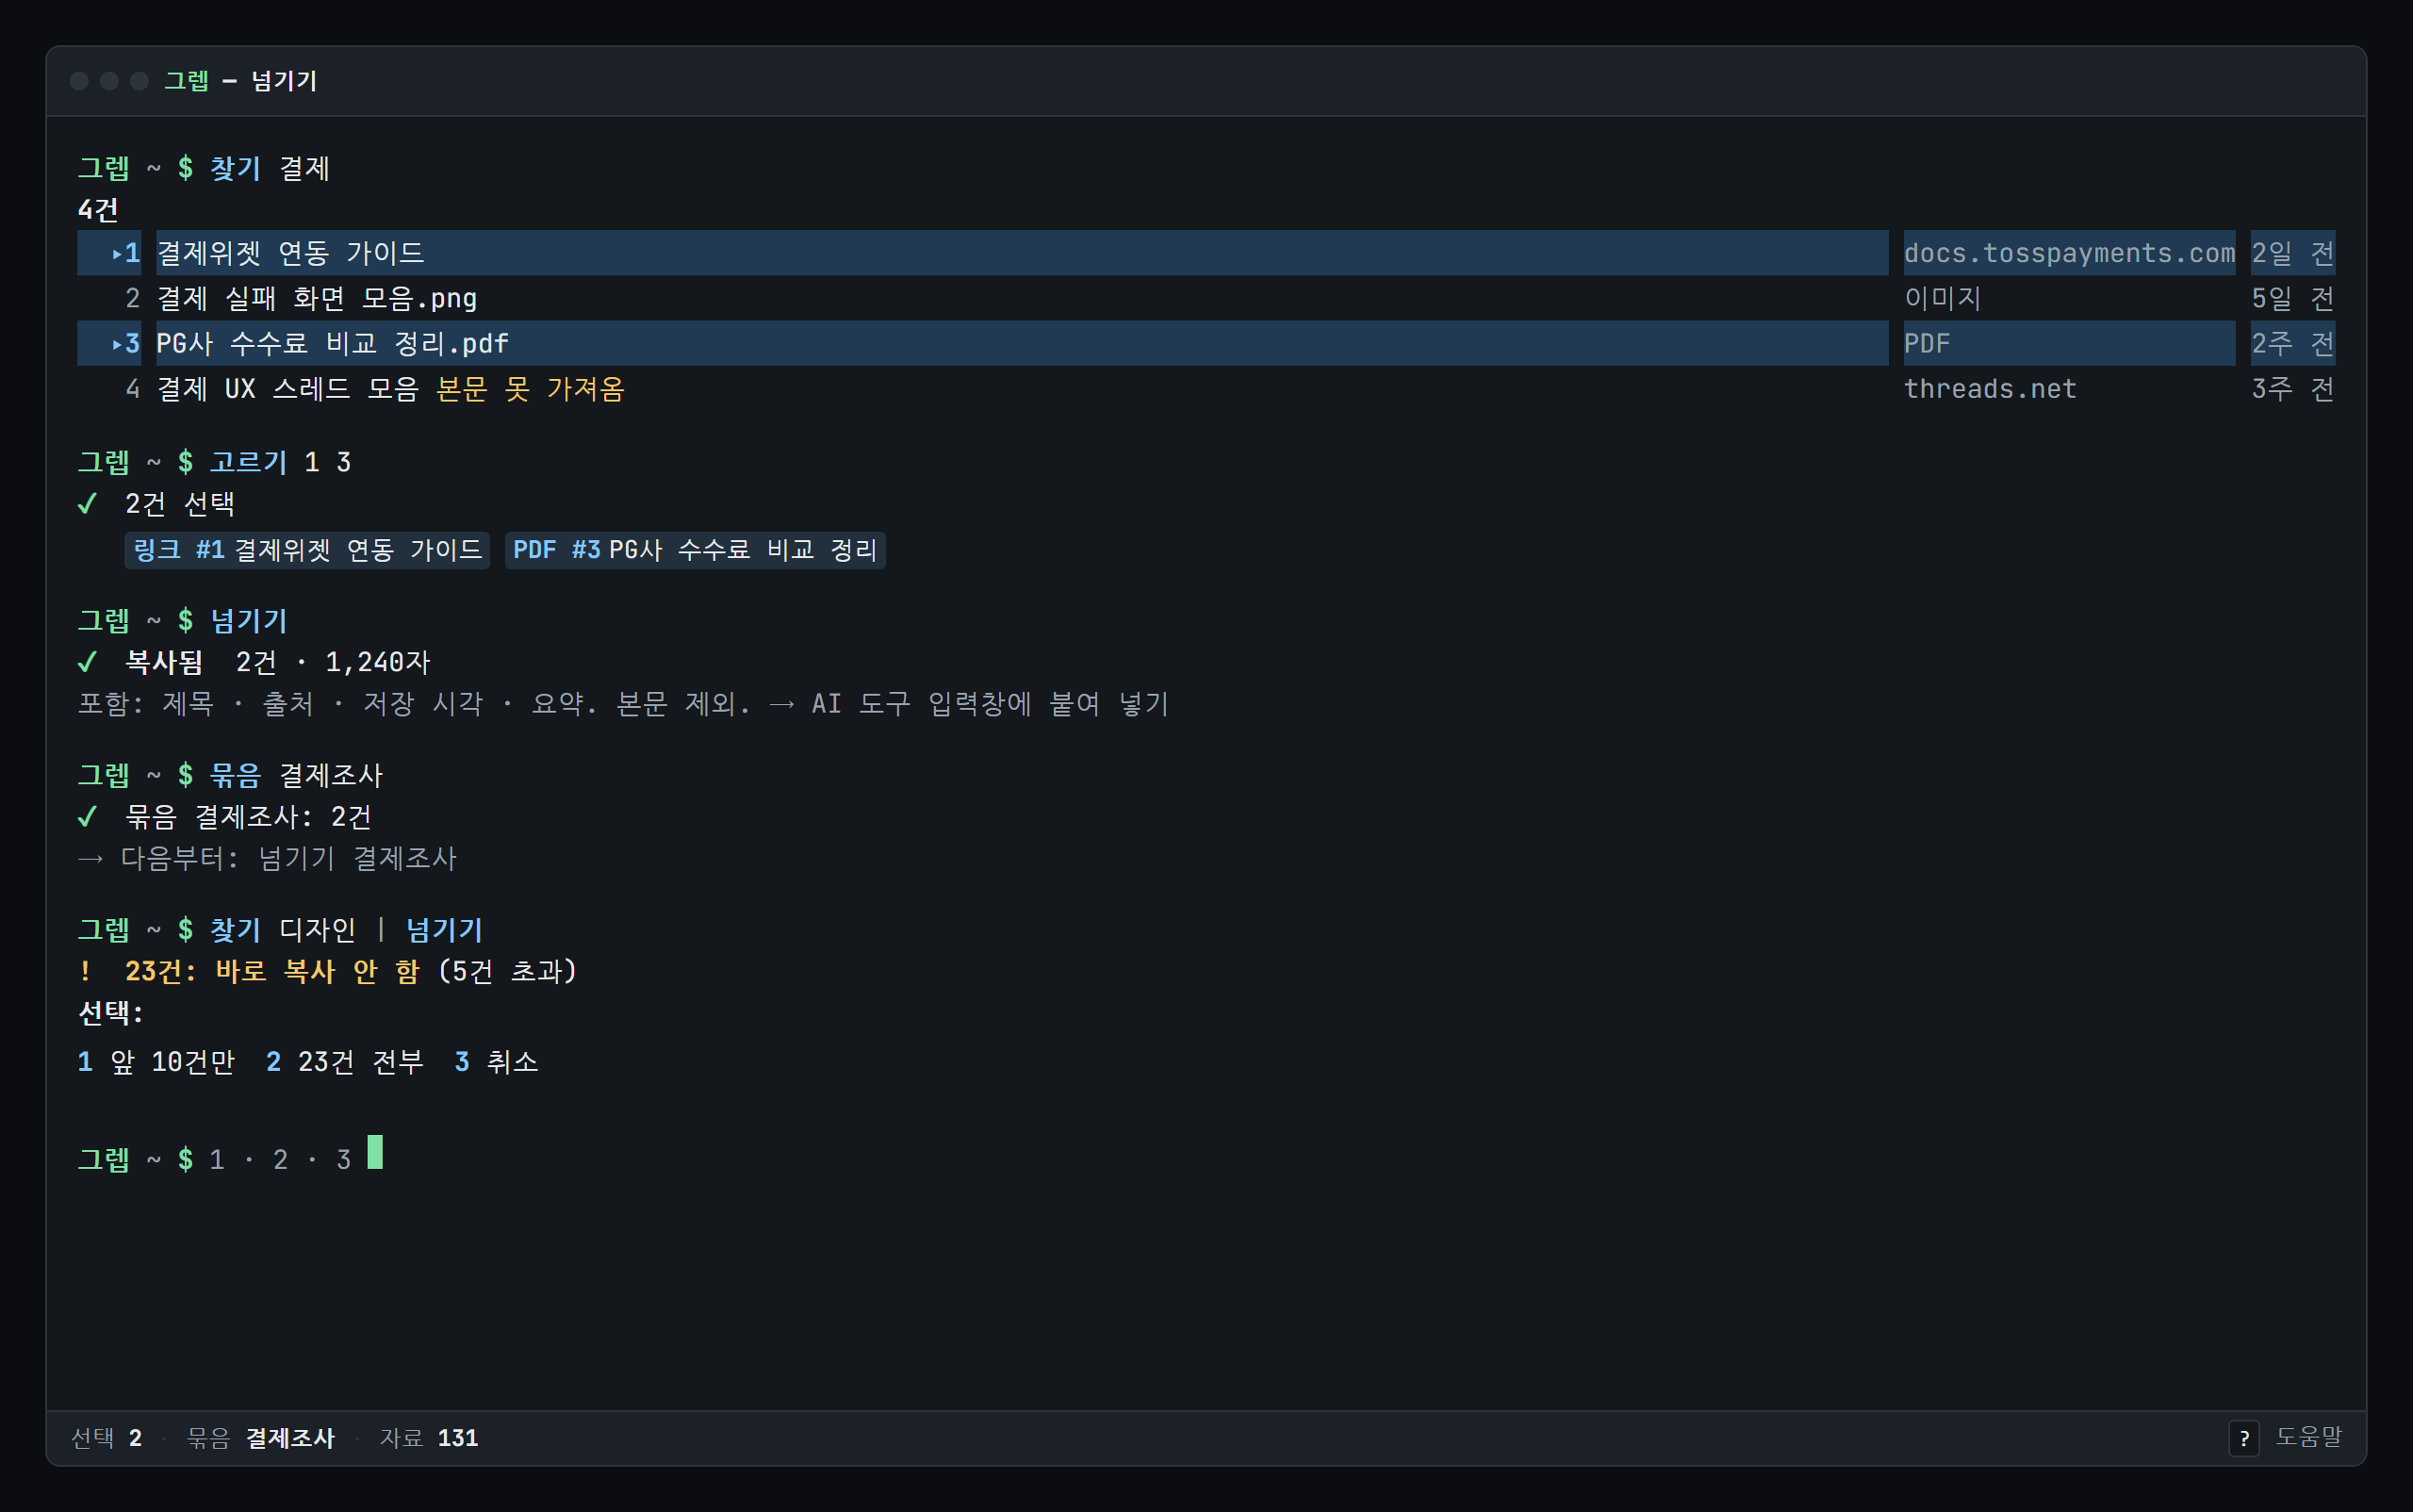 그렙 — 넘기기
그렙 ~ $ 찾기 결제
4건
▸1 결제위젯 연동 가이드 docs.tosspayments.com 2일 전
2 결제 실패 화면 모음.png 이미지 5일 전
▸3 PG사 수수료 비교 정리.pdf PDF 2주 전
4 결제 UX 스레드 모음 본문 못 가져옴 threads.net 3주 전
그렙 ~ $ 고르기 1 3
✓ 2건 선택
링크 #1 결제위젯 연동 가이드 PDF #3 PG사 수수료 비교 정리
그렙 ~ $ 넘기기
✓ 복사됨 2건 · 1,240자
포함: 제목 · 출처 · 저장 시각 · 요약. 본문 제외. → AI 도구 입력창에 붙여 넣기
그렙 ~ $ 묶음 결제조사
✓ 묶음 결제조사: 2건
→ 다음부터: 넘기기 결제조사
그렙 ~ $ 찾기 디자인 | 넘기기
! 23건: 바로 복사 안 함 (5건 초과)
선택:
1 앞 10건만 2 23건 전부 3 취소
그렙 ~ $ 1 · 2 · 3
선택 2 · 묶음 결제조사 · 자료 131 ? 도움말